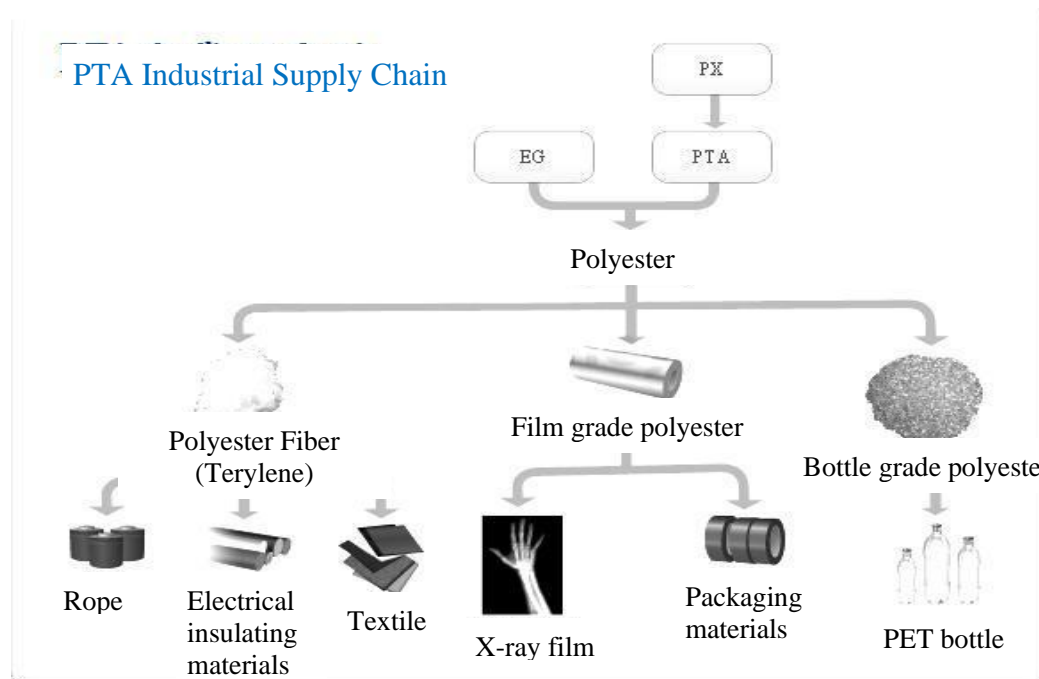 PTA Industrial Supply Chain
PX
EG
PTA
Polyester
Polyester Fiber
(Terylene)
Film grade polyester
Bottle grade polyeste
Rope
Electrical
insulating
materials
Textile
X-ray film
Packaging
materials
PET bottle